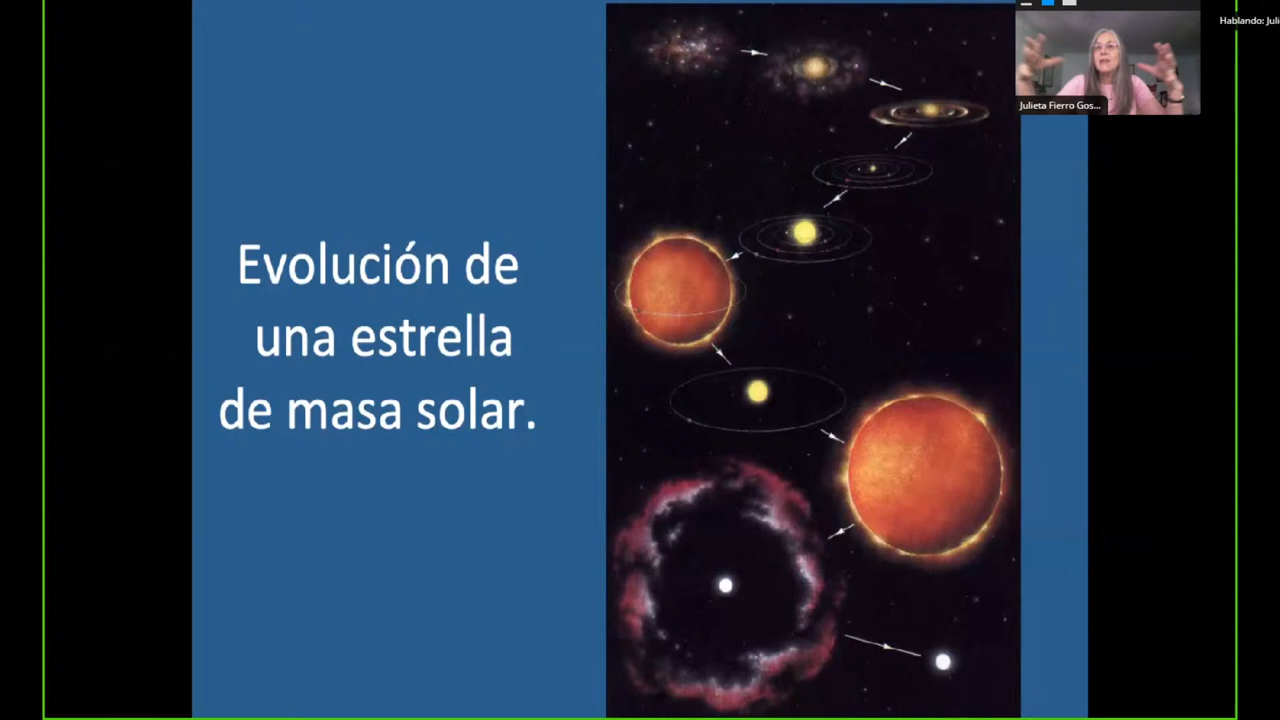 Hablando: Juli
Julieta Fierro Gos...
Evolución de
una estrella
de masa solar.